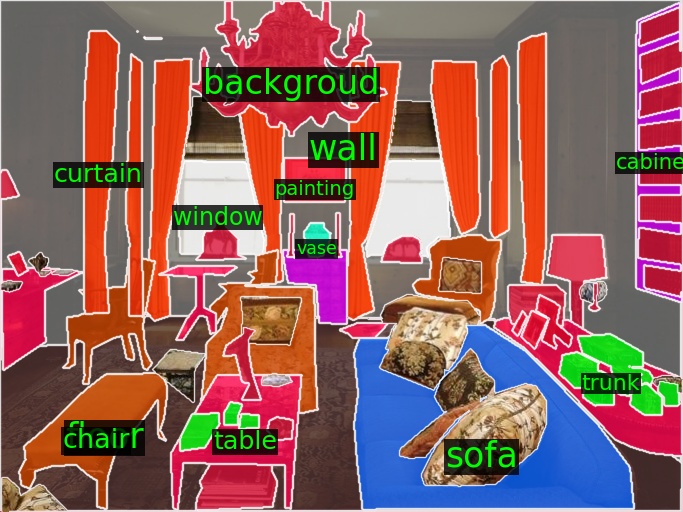 backgroud
wall
cabine
curtain
painting
window
vase
trunk
chairr
table
sofa